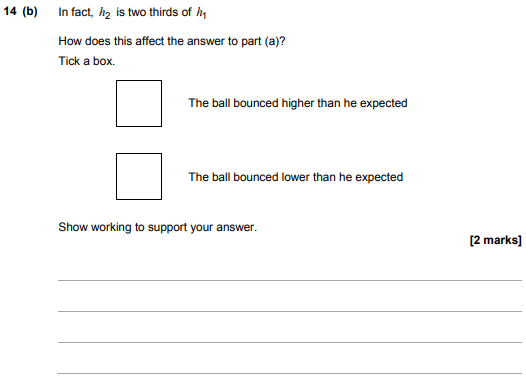 14 (b) In fact, h₂ is two thirds of h₁
How does this affect the answer to part (a)?
Tick a box.
The ball bounced higher than he expected
The ball bounced lower than he expected
Show working to support your answer.
[2 marks]